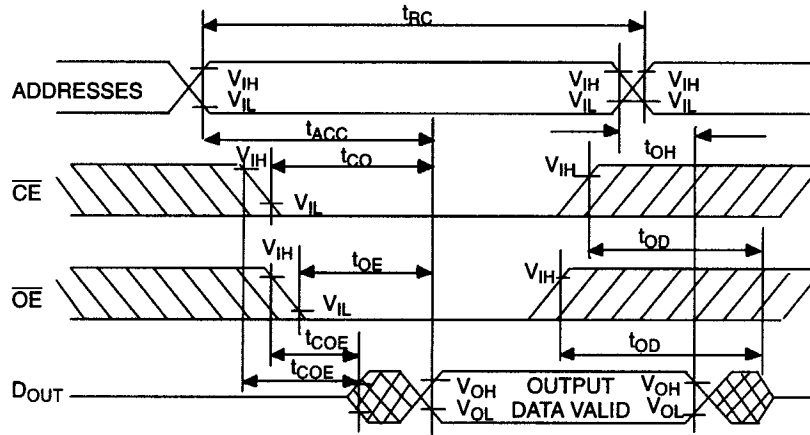 tRC
ADDRESSES
VIH VIH VIH
VIL VIL VIL
tACC
tCO tOH
VIH VIH
CE
VIL
tOD
VIH VIH
tOE
OE
VIL
tCOE tOD
tCOE
DOUT
VOH OUTPUT VOH
VOL DATA VALID VOL